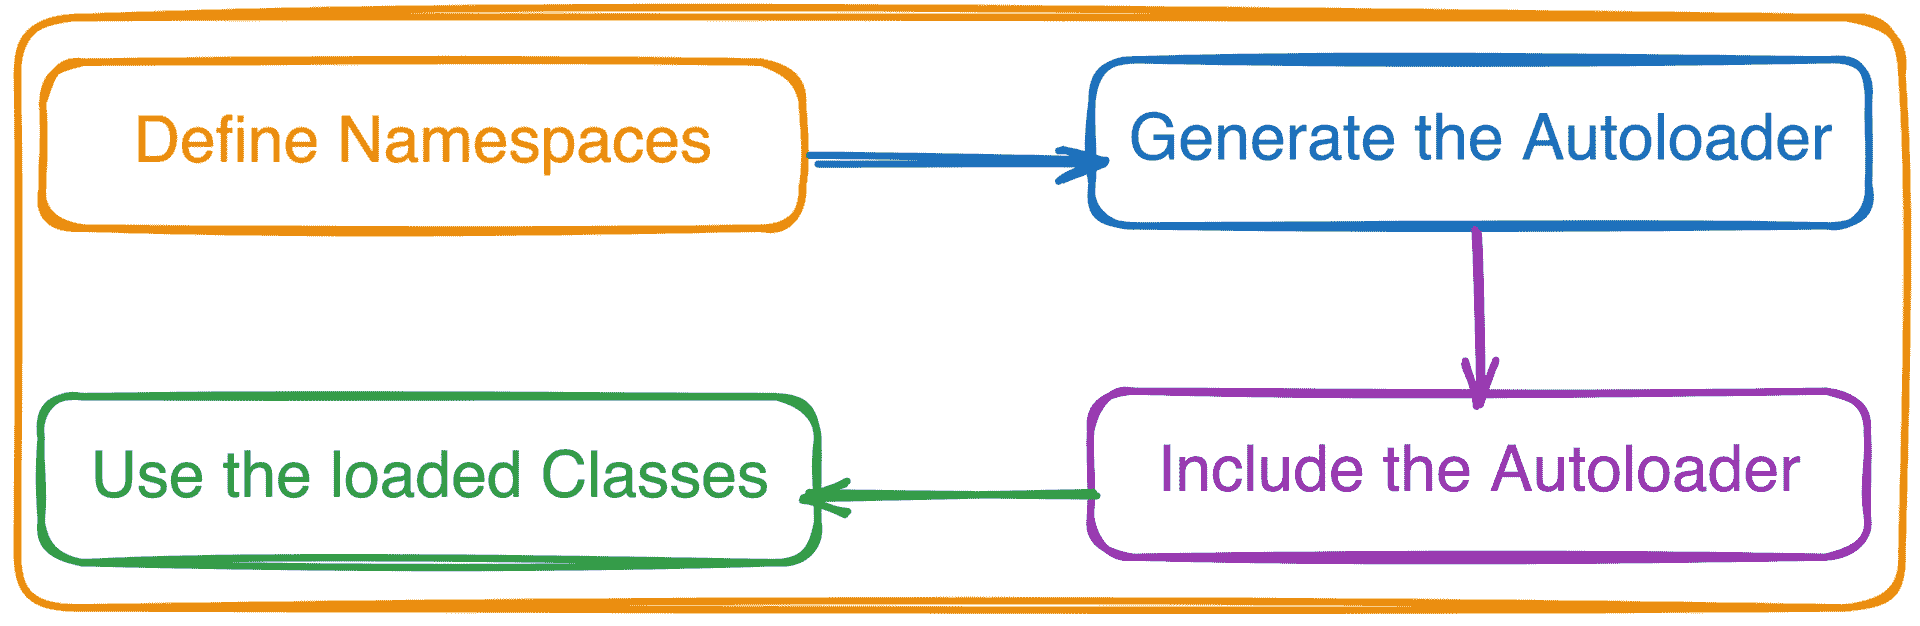 Define Namespaces
Generate the Autoloader
Include the Autoloader
Use the loaded Classes